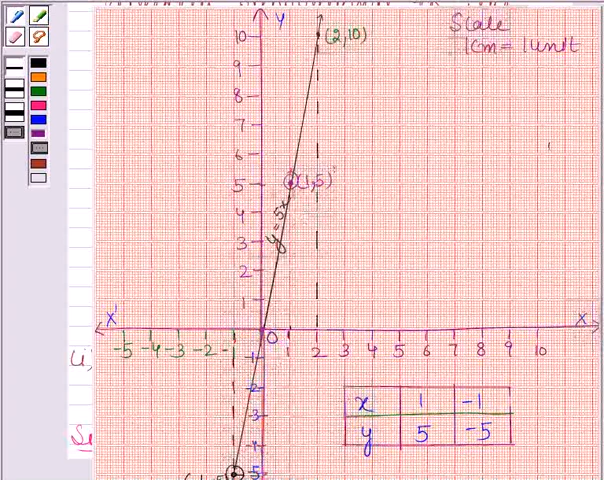 Scale
1cm = 1unit
Y
10
(2,10)
9
8
7
6
5
(1,5)
4
y = 5x
3
2
1
X'
X
-5 -4 -3 -2 -1 O 1 2 3 4 5 6 7 8 9 10
-1
-2
-3
-4
-5
x 1 -1
y 5 -5